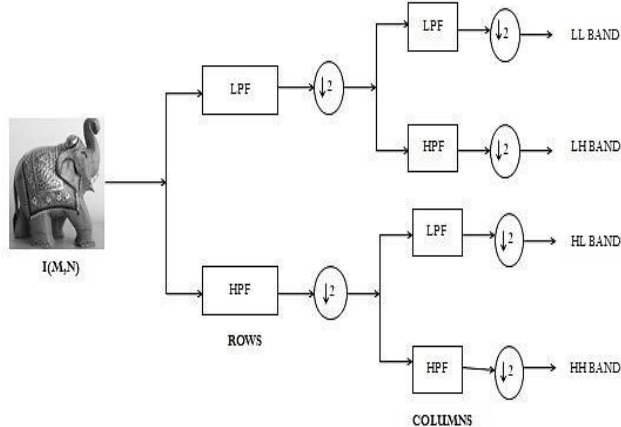 LPF
↓2
LL BAND
LPF
↓2
HPF
↓2
LH BAND
I(M,N)
LPF
↓2
HL BAND
HPF
↓2
ROWS
HPF
↓2
HH BAND
COLUMNS